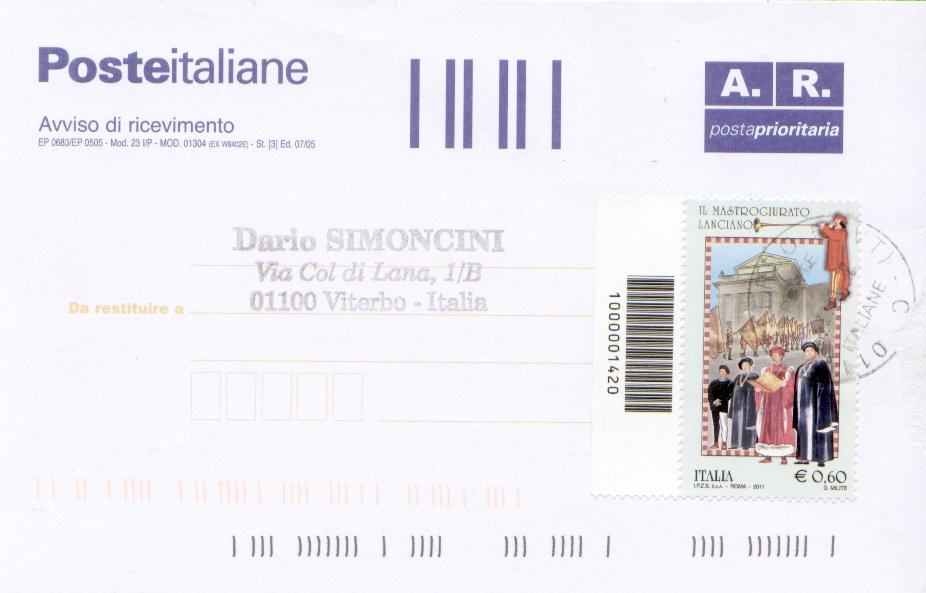 Posteitaliane
Avviso di ricevimento
EP 0683/EP 0505 - Mod. 23 I/P - MOD. 01304 (EX W8402E) - St. [3] Ed. 07/05
A. R.
postaprioritaria
Dario SIMONCINI
Via Col di Lana, 1/B
01100 Viterbo - Italia
Da restituire a
1000001420
IL MASTROGIURATO
LANCIANO
ITALIA
€ 0,60
I.P.Z.S. S.p.A. - ROMA - 2011
G. MILITE
ITALIANE